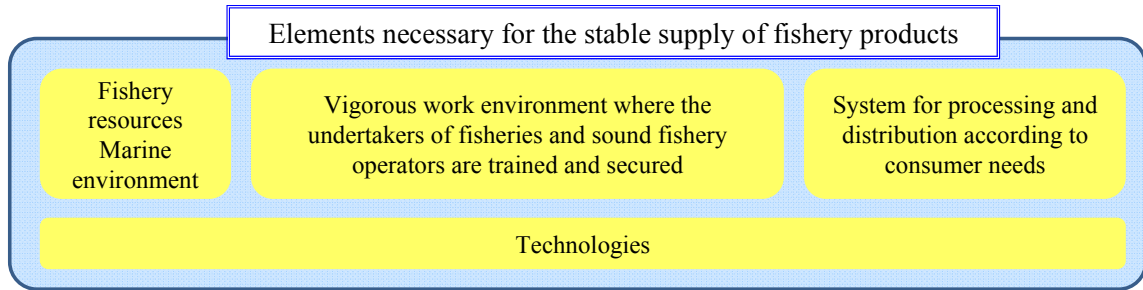 Elements necessary for the stable supply of fishery products
Fishery
resources
Marine
environment
Vigorous work environment where the
undertakers of fisheries and sound fishery
operators are trained and secured
System for processing and
distribution according to
consumer needs
Technologies